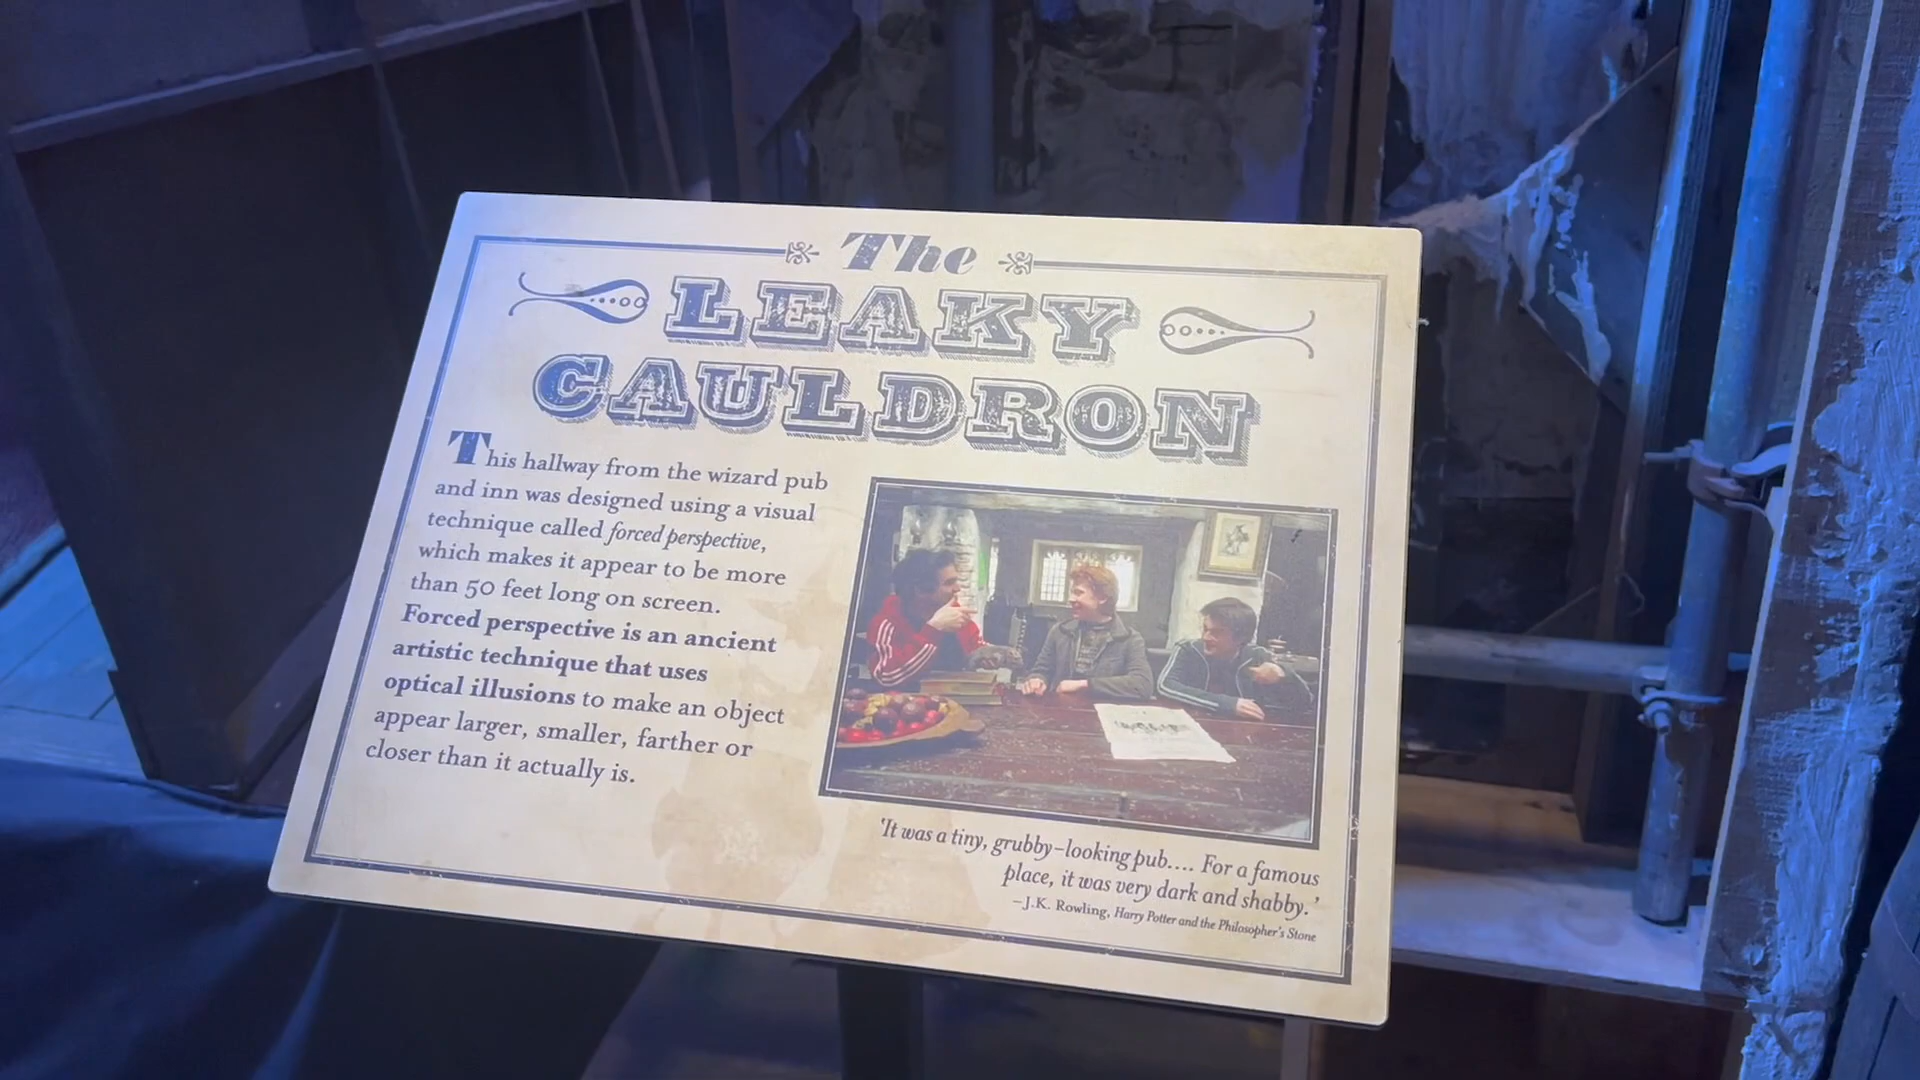 The
LEAKY
CAULDRON
This hallway from the wizard pub
and inn was designed using a visual
technique called forced perspective,
which makes it appear to be more
than 50 feet long on screen.
Forced perspective is an ancient
artistic technique that uses
optical illusions to make an object
appear larger, smaller, farther or
closer than it actually is.
'It was a tiny, grubby-looking pub.... For a famous
place, it was very dark and shabby.'
–J.K. Rowling, Harry Potter and the Philosopher's Stone